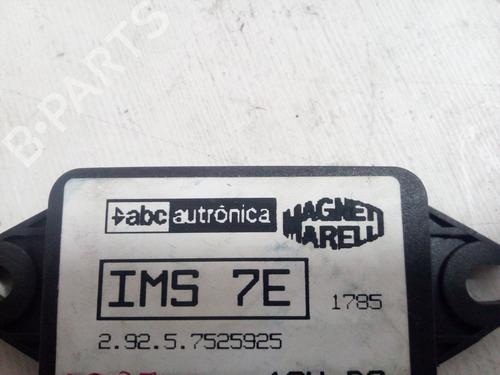 B-PARTS
abc autrônica
MAGNETI
MARELLI
IMS 7E
1785
2.92.5.7525925